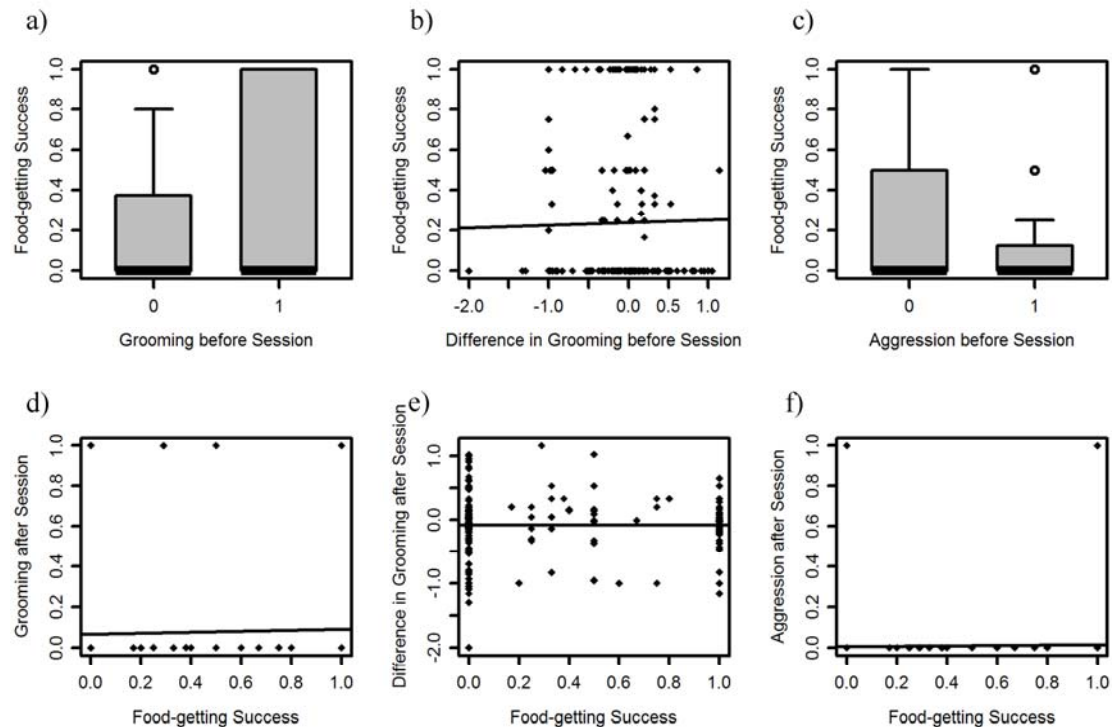 a)
Food-getting Success
0.0 0.2 0.4 0.6 0.8 1.0
0 1
Grooming before Session
b)
Food-getting Success
0.0 0.2 0.4 0.6 0.8 1.0
-2.0 -1.0 0.0 0.5 1.0
Difference in Grooming before Session
c)
Food-getting Success
0.0 0.2 0.4 0.6 0.8 1.0
0 1
Aggression before Session
d)
Grooming after Session
0.0 0.2 0.4 0.6 0.8 1.0
0.0 0.2 0.4 0.6 0.8 1.0
Food-getting Success
e)
Difference in Grooming after Session
-2.0 -1.0 0.0 1.0
0.0 0.2 0.4 0.6 0.8 1.0
Food-getting Success
f)
Aggression after Session
0.0 0.2 0.4 0.6 0.8 1.0
0.0 0.2 0.4 0.6 0.8 1.0
Food-getting Success